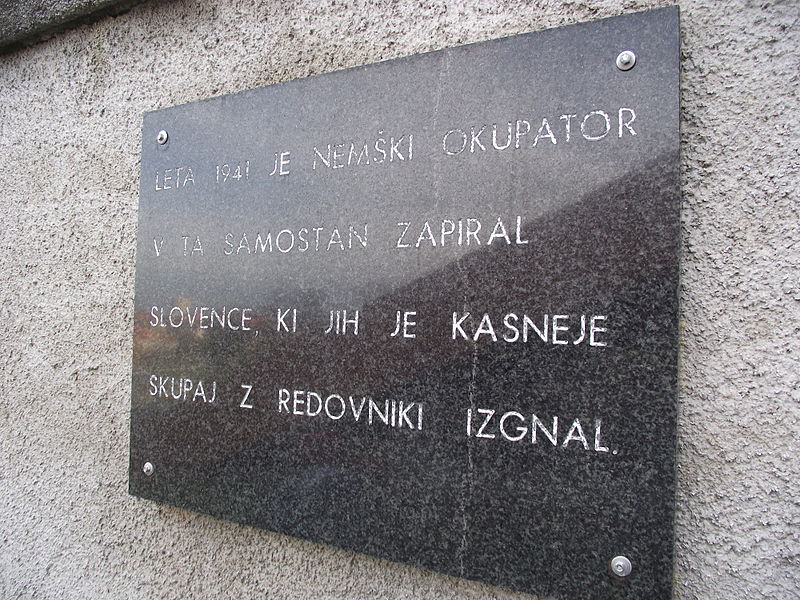 LETA 1941 JE NEMŠKI OKUPATOR
V TA SAMOSTAN ZAPIRAL
SLOVENCE, KI JIH JE KASNEJE
SKUPAJ Z REDOVNIKI IZGNAL.